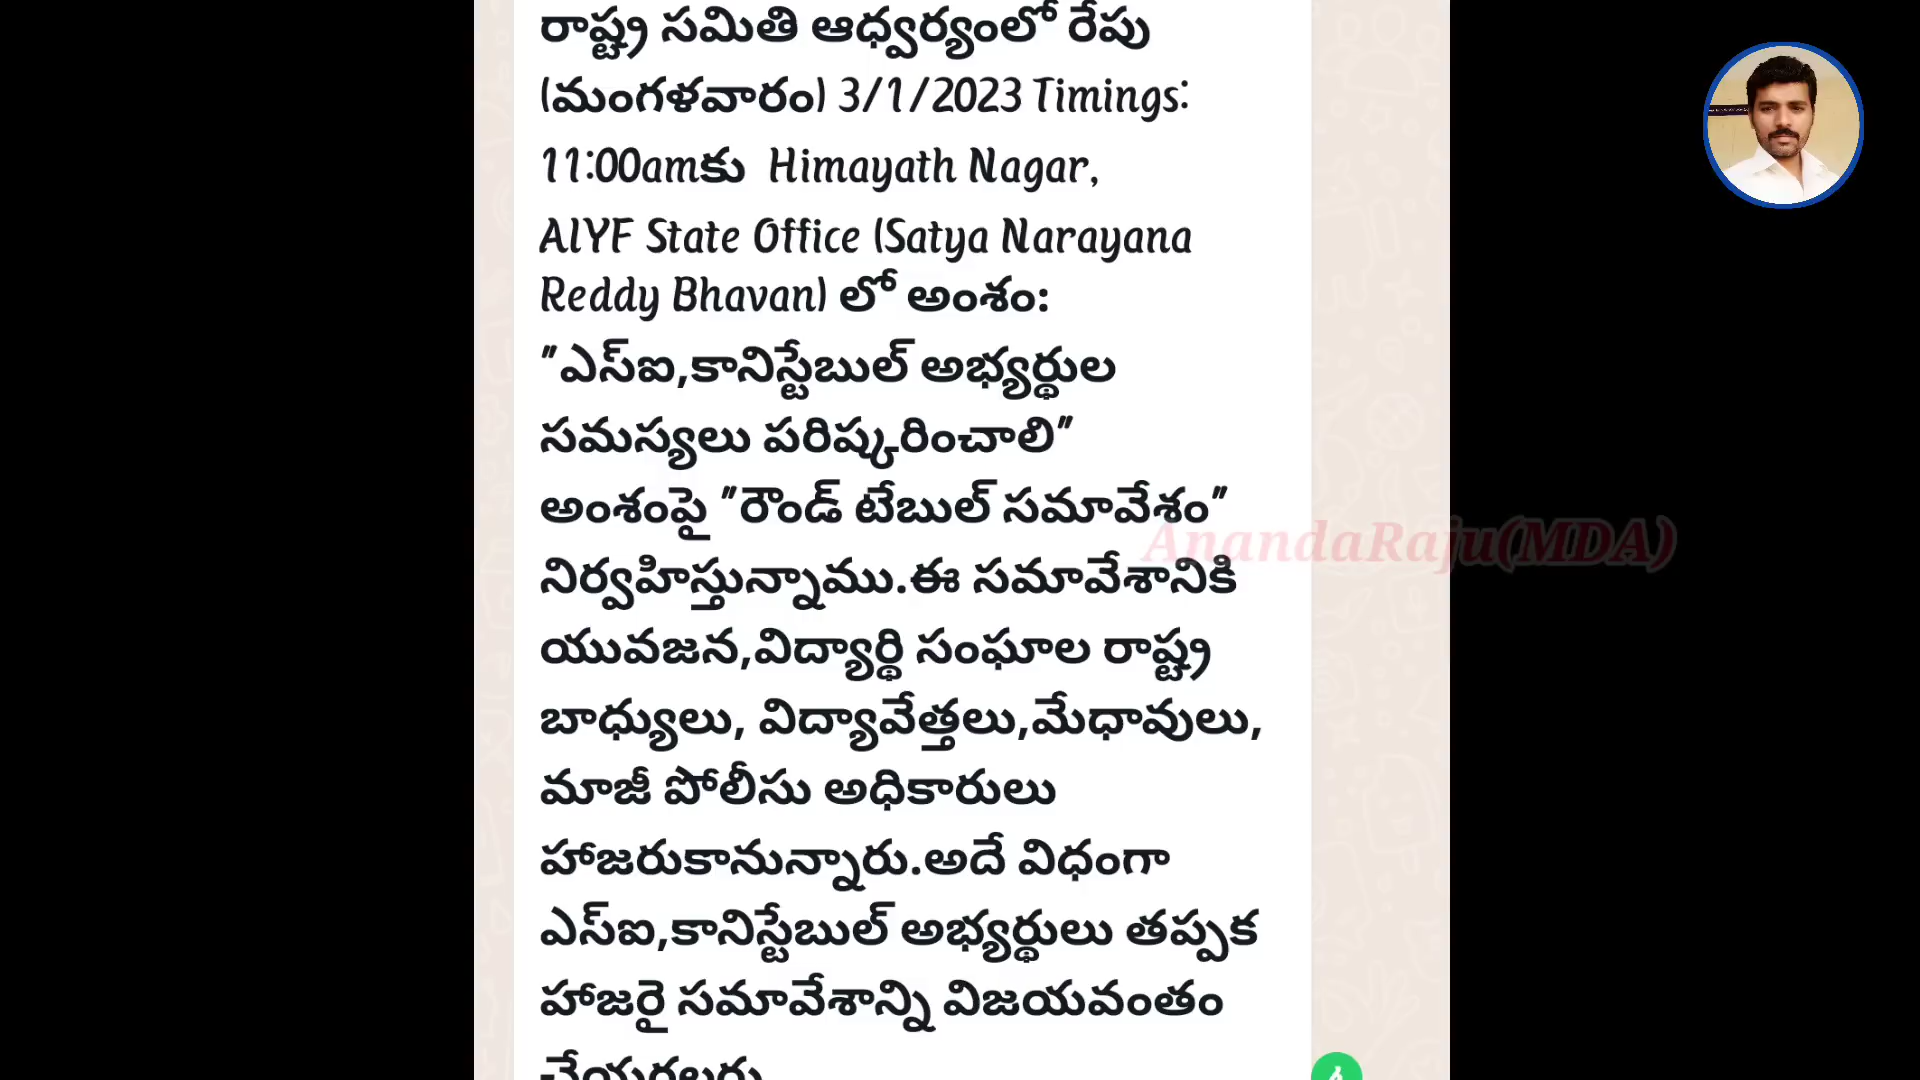 రాష్ట్ర సమితి ఆధ్వర్యంలో రేపు
(మంగళవారం) 3/1/2023 Timings:
11:00amకు Himayath Nagar,
AIYF State Office (Satya Narayana
Reddy Bhavan) లో అంశం:
"ఎస్ఐ,కానిస్టేబుల్ అభ్యర్థుల
సమస్యలు పరిష్కరించాలి"
అంశంపై "రౌండ్ టేబుల్ సమావేశం"
నిర్వహిస్తున్నాము.ఈ సమావేశానికి
యువజన,విద్యార్థి సంఘాల రాష్ట్ర
బాధ్యులు, విద్యావేత్తలు,మేధావులు,
మాజీ పోలీసు అధికారులు
హాజరుకానున్నారు.అదే విధంగా
ఎస్ఐ,కానిస్టేబుల్ అభ్యర్థులు తప్పక
హాజరై సమావేశాన్ని విజయవంతం
AnandaRaju(MDA)